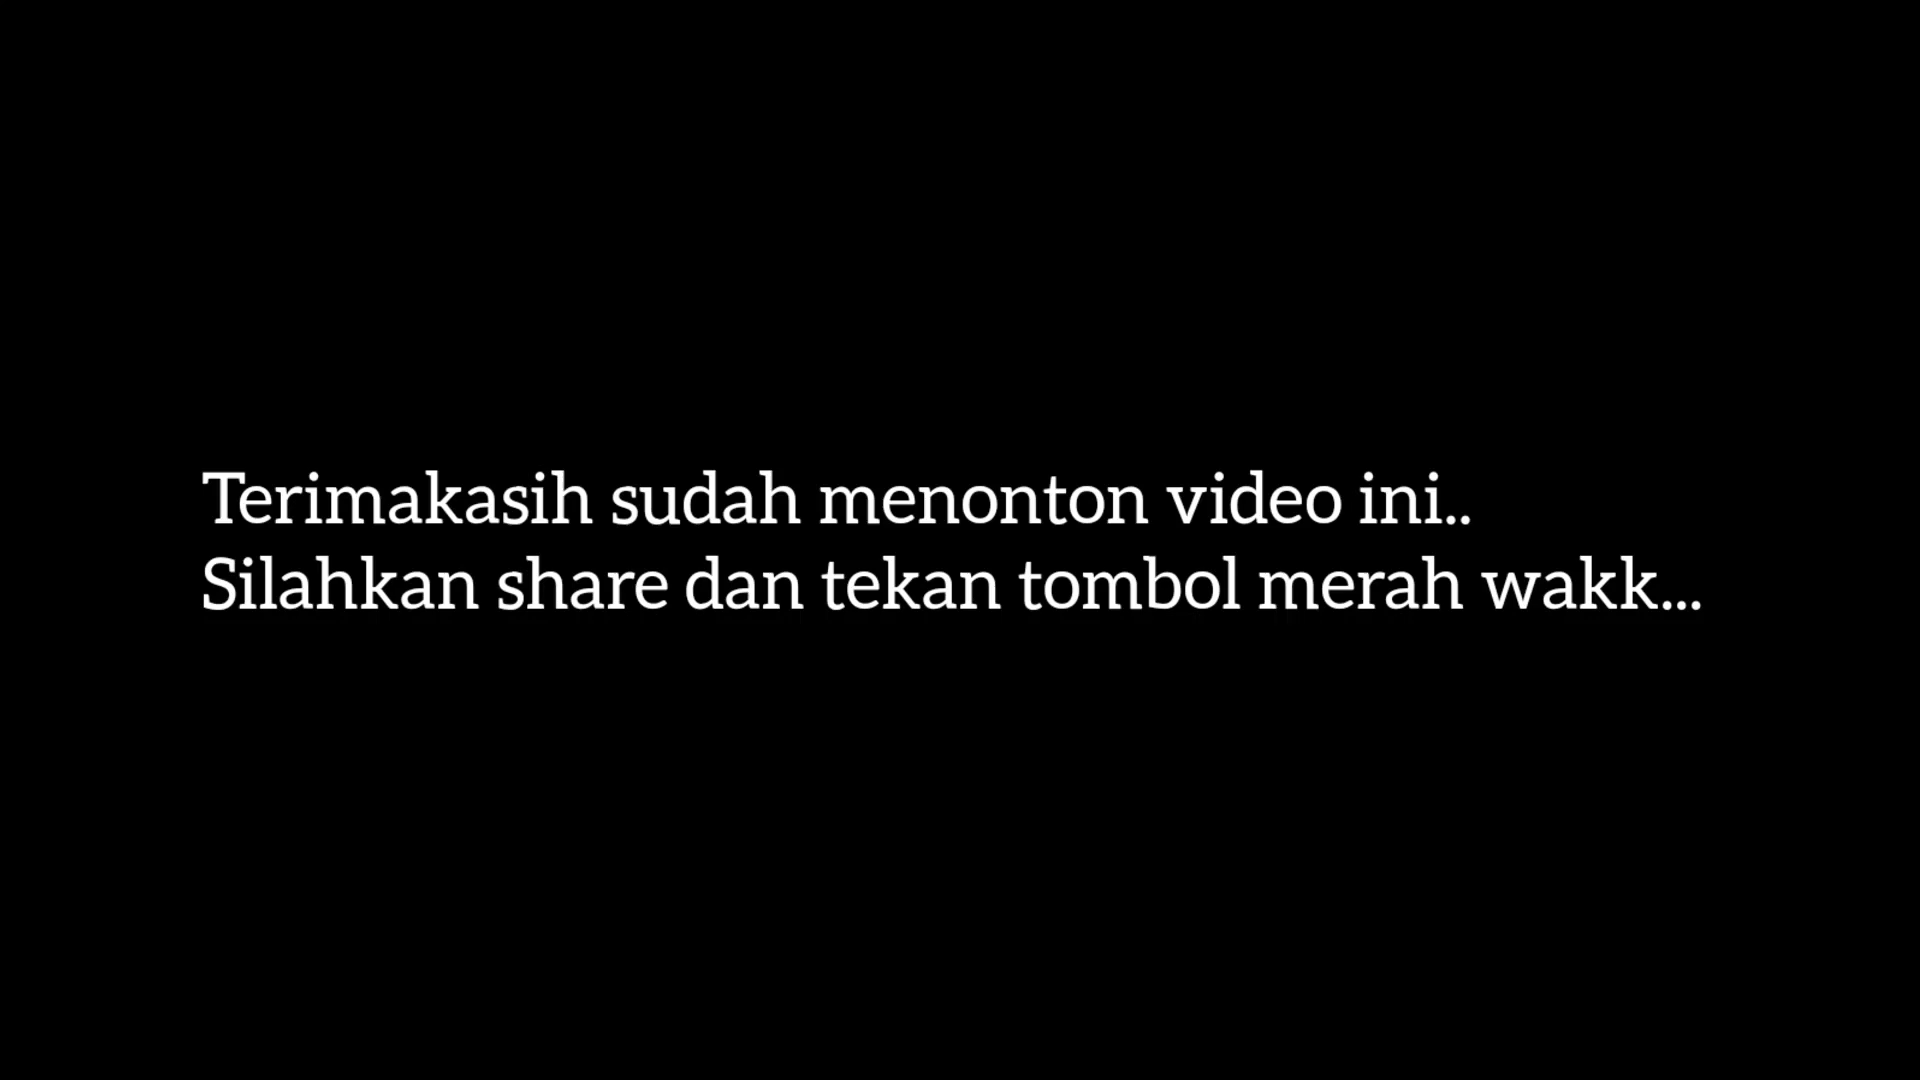 Terimakasih sudah menonton video ini..
Silahkan share dan tekan tombol merah wakk...